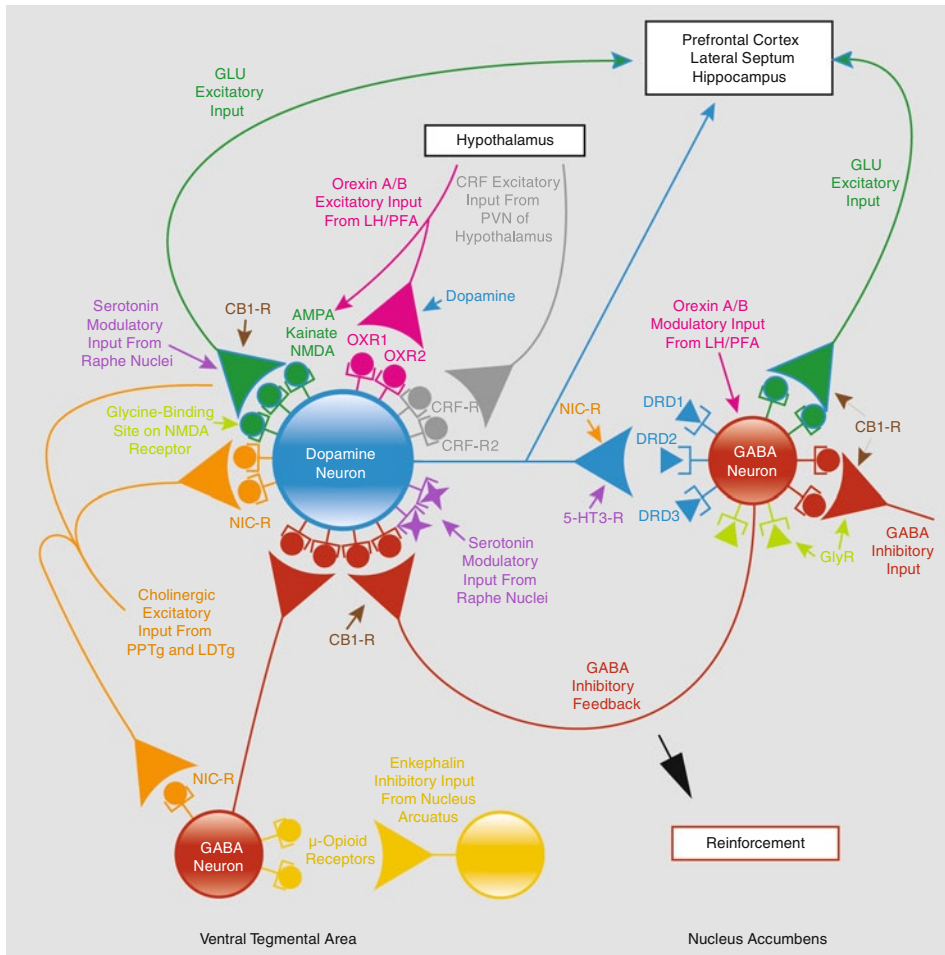 Prefrontal Cortex
Lateral Septum
Hippocampus
GLU
Excitatory
Input
Hypothalamus
Orexin A/B
Excitatory Input
From LH/PFA
CRF Excitatory
Input From
PVN of
Hypothalamus
GLU
Excitatory
Input
Serotonin
Modulatory
Input From
Raphe Nuclei
CB1-R
AMPA
Kainate
NMDA
Dopamine
OXR1
OXR2
Orexin A/B
Modulatory Input
From LH/PFA
Glycine-Binding
Site on NMDA
Receptor
CRF-R
CRF-R2
NIC-R
DRD1
DRD2
DRD3
CB1-R
Dopamine
Neuron
GABA
Neuron
NIC-R
5-HT3-R
GlyR
GABA
Inhibitory
Input
Serotonin
Modulatory
Input From
Raphe Nuclei
Cholinergic
Excitatory
Input From
PPTg and LDTg
CB1-R
GABA
Inhibitory
Feedback
NIC-R
Enkephalin
Inhibitory Input
From Nucleus
Arcuatus
GABA
Neuron
μ-Opioid
Receptors
Reinforcement
Ventral Tegmental Area
Nucleus Accumbens